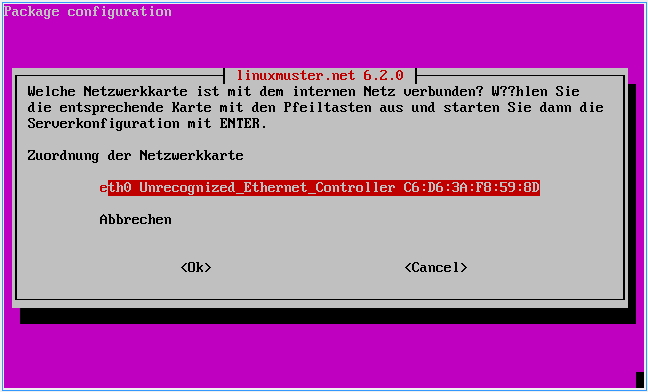 Package configuration
linuxmuster.net 6.2.0
Welche Netzwerkkarte ist mit dem internen Netz verbunden? W??hlen Sie
die entsprechende Karte mit den Pfeiltasten aus und starten Sie dann die
Serverkonfiguration mit ENTER.
Zuordnung der Netzwerkkarte
eth0 Unrecognized_Ethernet_Controller C6:D6:3A:F8:59:8D
Abbrechen
<Ok> <Cancel>